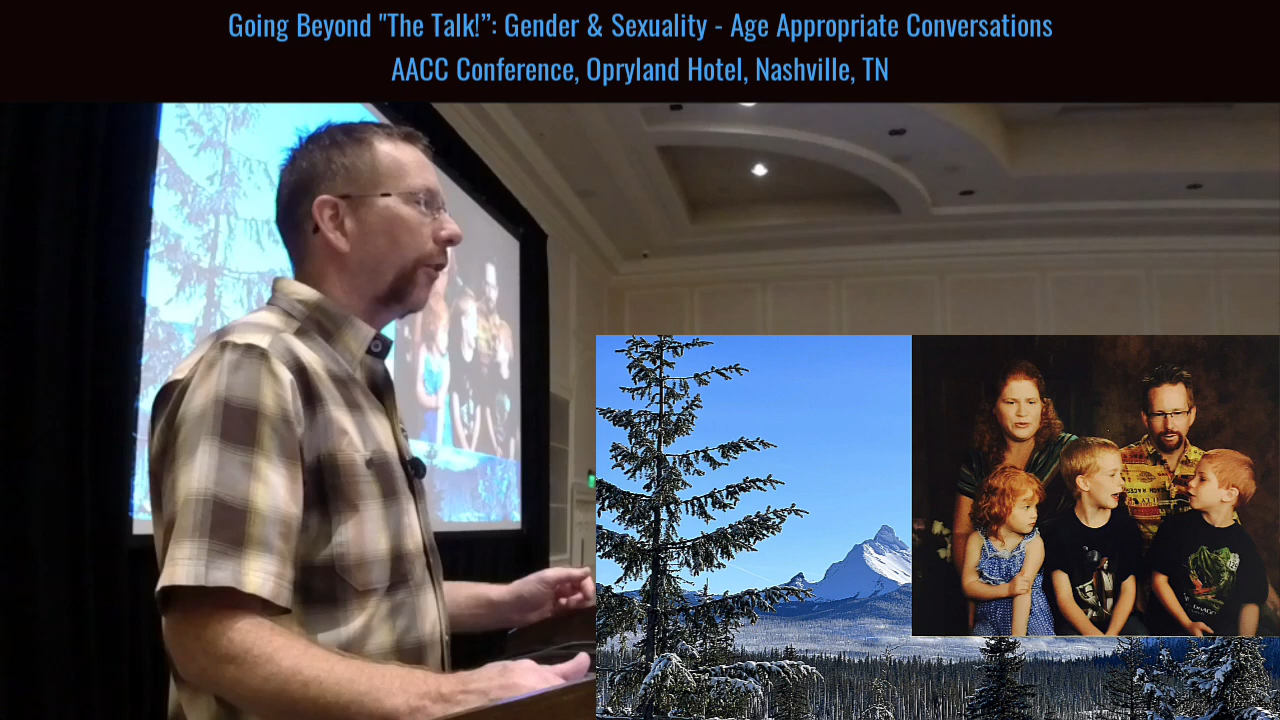 Going Beyond "The Talk!”: Gender & Sexuality - Age Appropriate Conversations
AACC Conference, Opryland Hotel, Nashville, TN